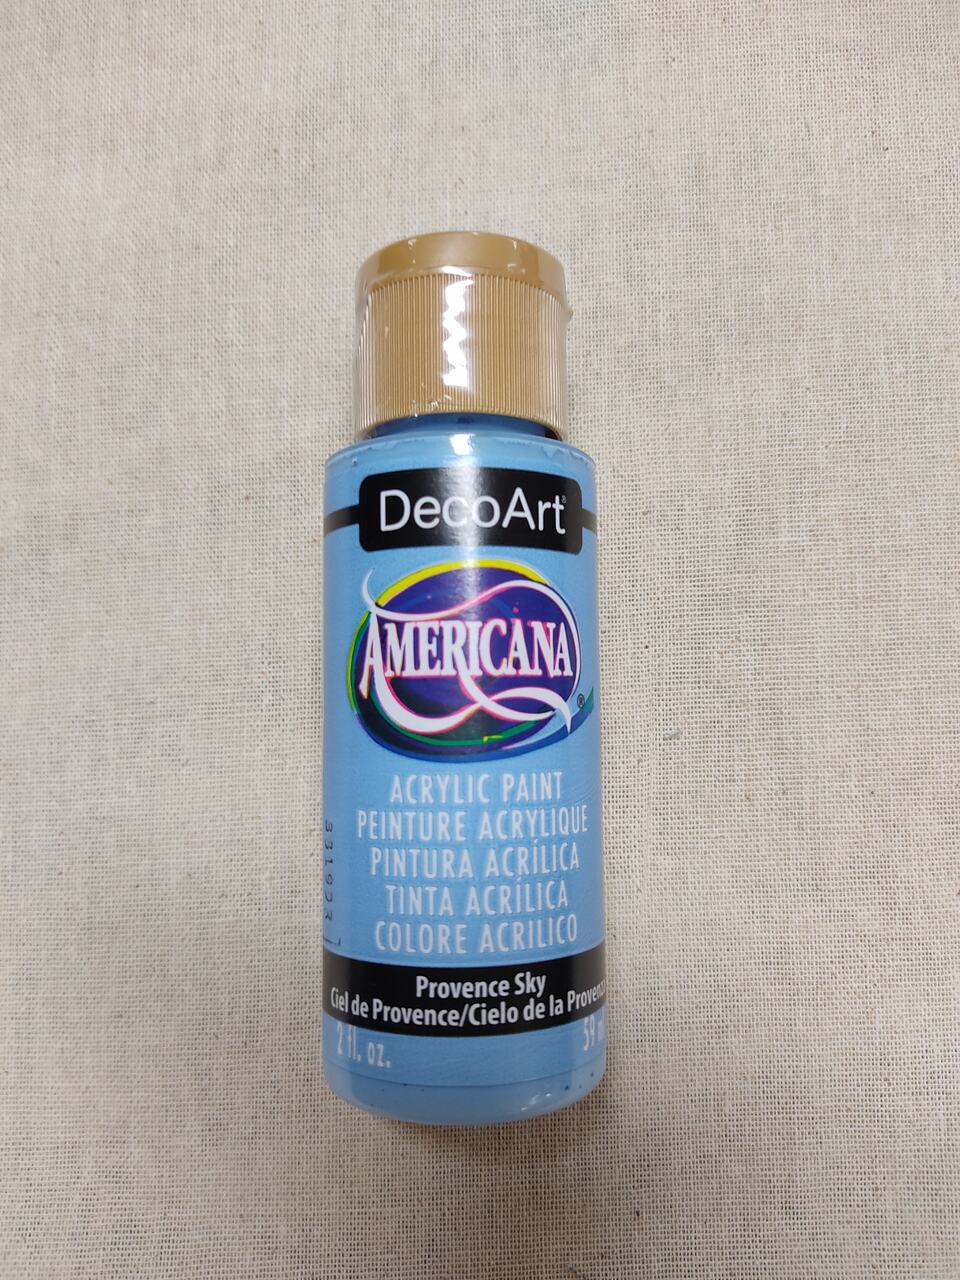 DecoArt®
AMERICANA®
ACRYLIC PAINT
PEINTURE ACRYLIQUE
PINTURA ACRÍLICA
TINTA ACRÍLICA
COLORE ACRILICO
Provence Sky
Ciel de Provence/Cielo de la
2 fl. oz.
59